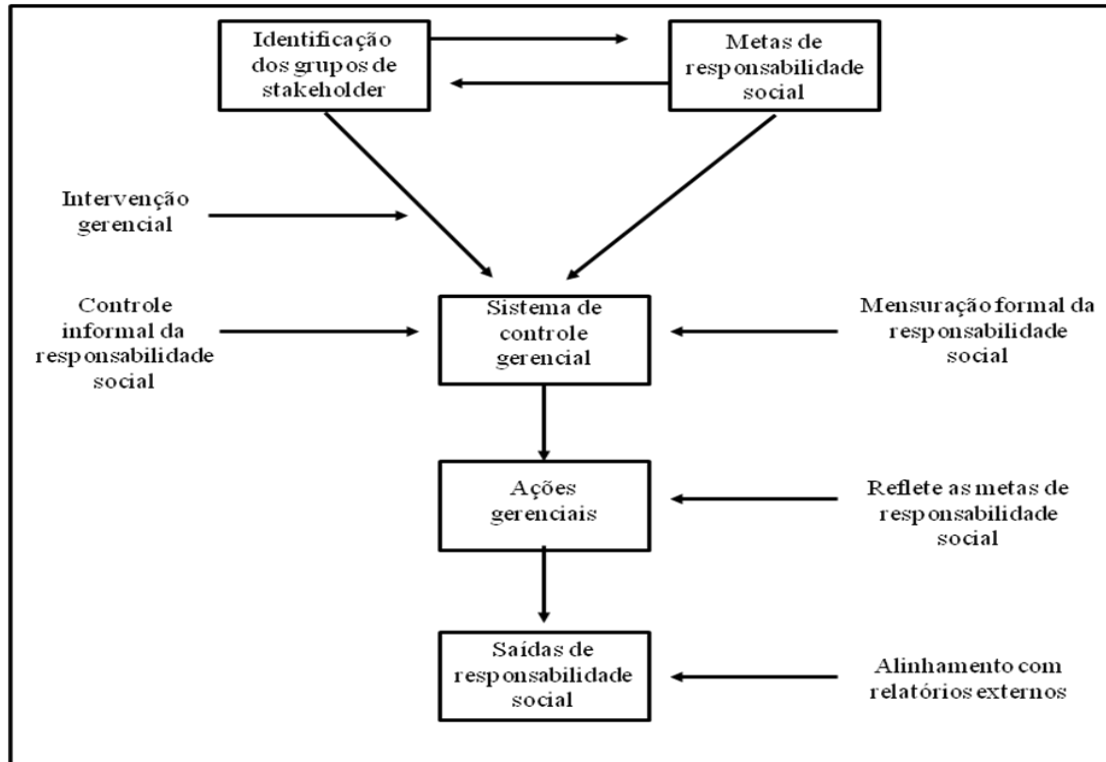 Identificação
dos grupos de
stakeholder
Metas de
responsabilidade
social
Intervenção
gerencial
Controle
informal da
responsabilidade
social
Sistema de
controle
gerencial
Mensuração formal da
responsabilidade
social
Ações
gerenciais
Reflete as metas de
responsabilidade
social
Saídas de
responsabilidade
social
Alinhamento com
relatórios externos